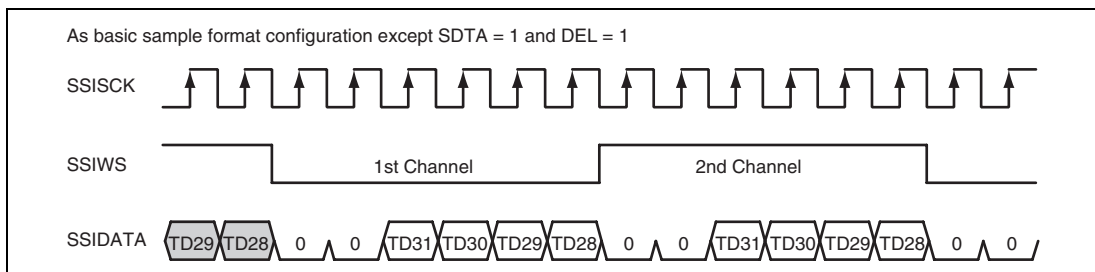 As basic sample format configuration except SDTA = 1 and DEL = 1
SSISCK
SSIWS 1st Channel 2nd Channel
SSIDATA TD29 TD28 0 0 TD31 TD30 TD29 TD28 0 0 TD31 TD30 TD29 TD28 0 0